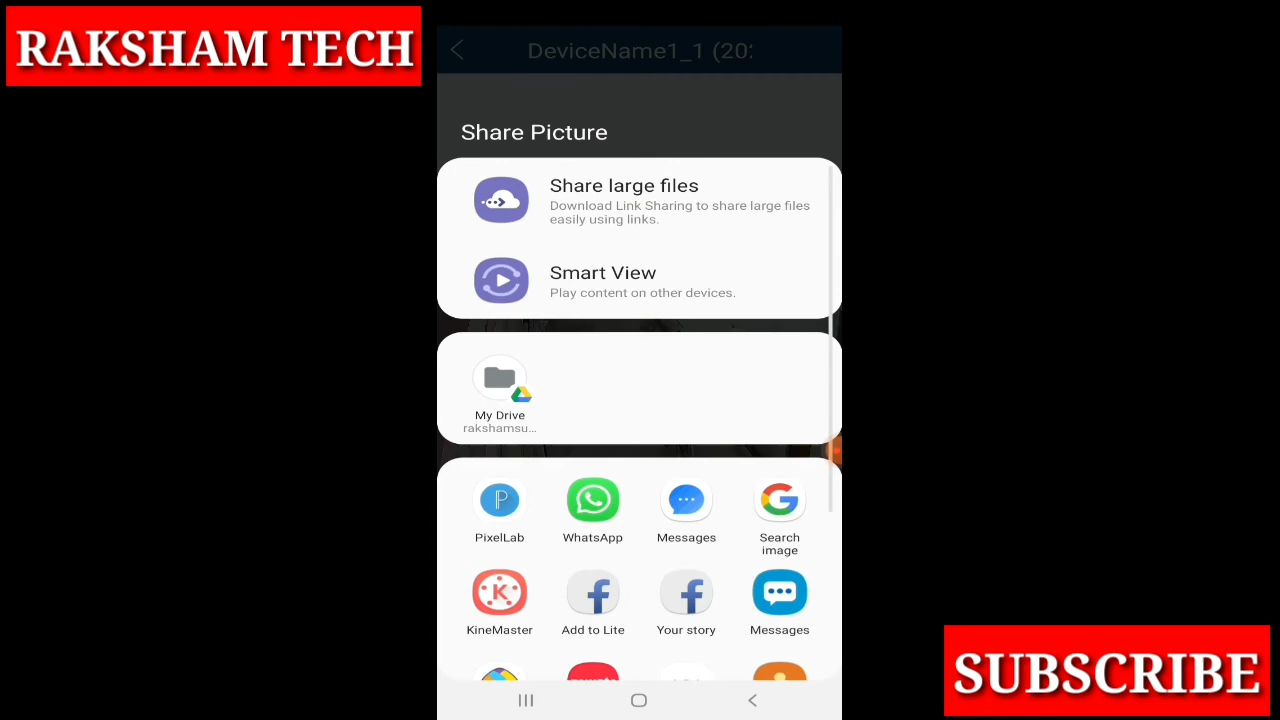 RAKSHAM TECH
DeviceName1_1 (20
Share Picture
Share large files
Download Link Sharing to share large files
easily using links.
Smart View
Play content on other devices.
My Drive
rakshamsu...
PixelLab
WhatsApp
Messages
Search
image
KineMaster
Add to Lite
Your story
Messages
SUBSCRIBE